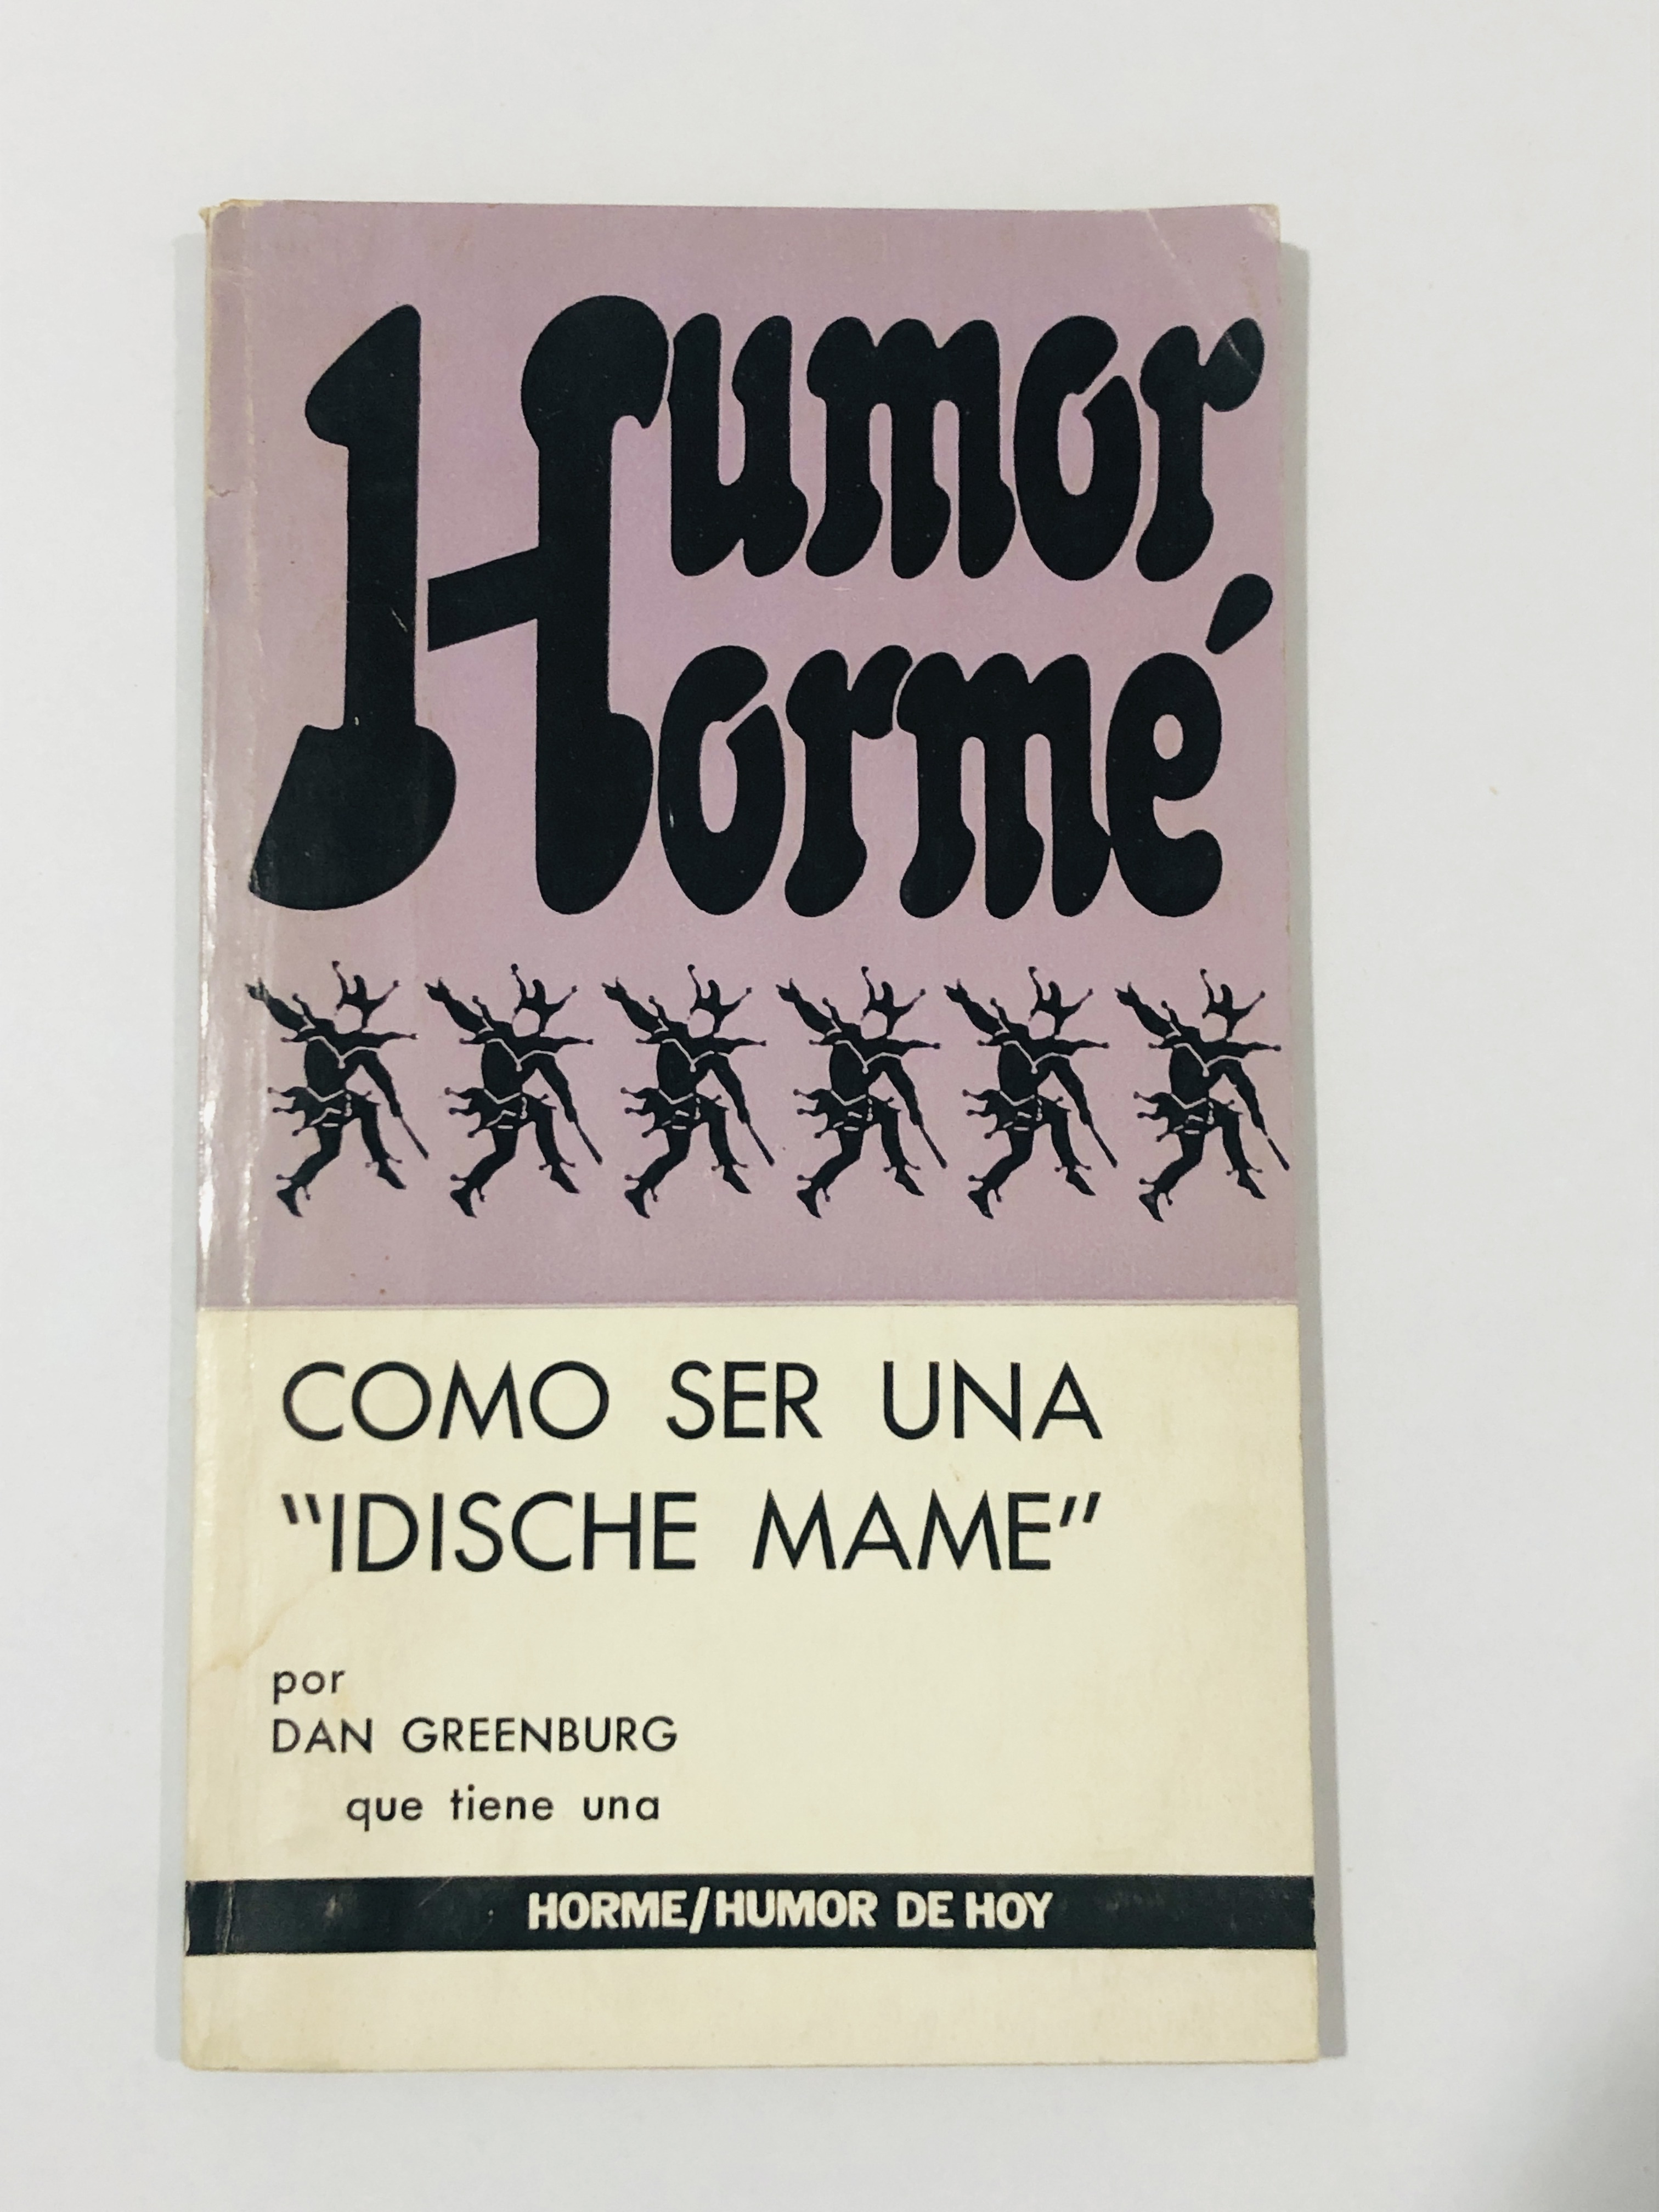 Humor
Hormé
COMO SER UNA
"IDISCHE MAME"
por
DAN GREENBURG
que tiene una
HORME/HUMOR DE HOY